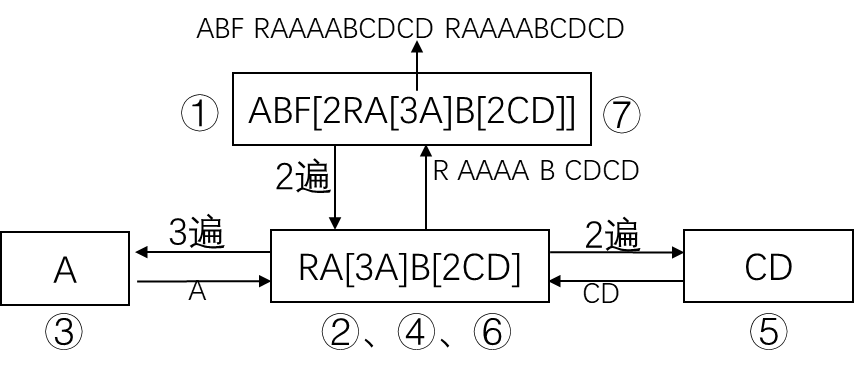 ABF RAAAABCDCD RAAAABCDCD
① ABF[2RA[3A]B[2CD]] ⑦
2遍 R AAAA B CDCD
3遍 2遍
A RA[3A]B[2CD] CD
A CD
③ ②、④、⑥ ⑤